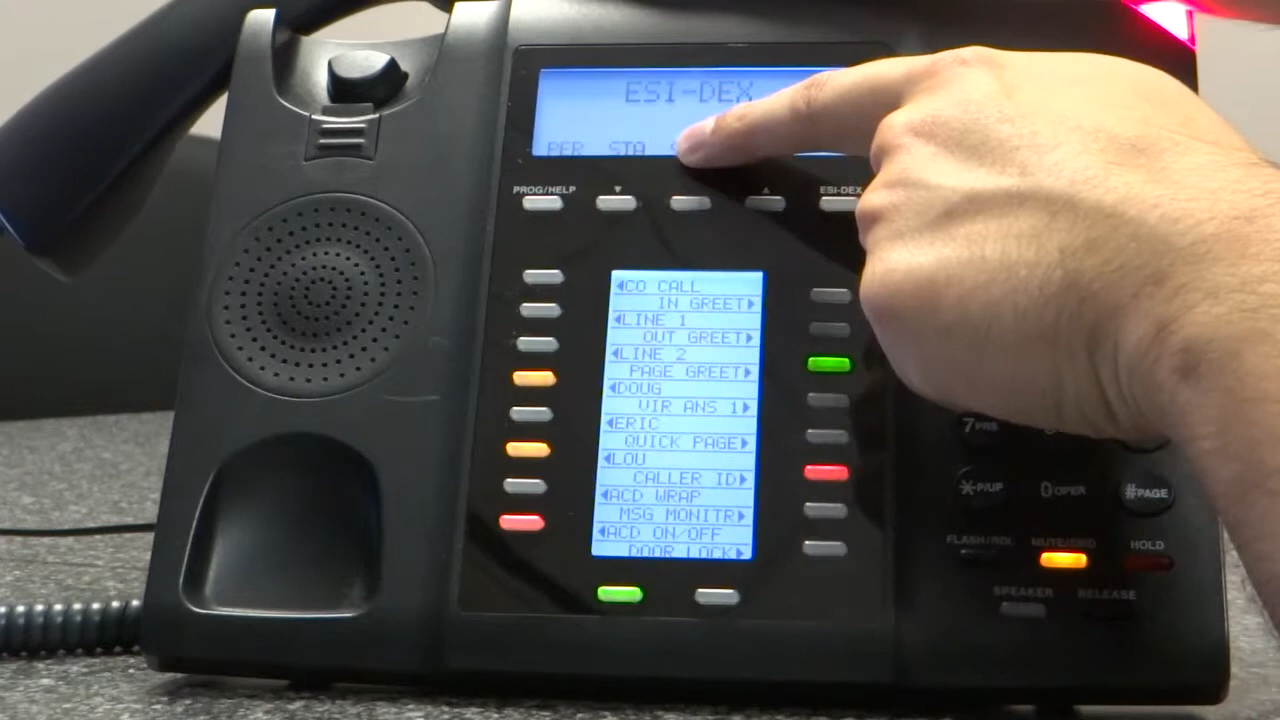 ESI-DEX
PER STA
PROG/HELP ▼ ▲ ESI-DEX
◀CO CALL
IN GREET▶
◀LINE 1
OUT GREET▶
◀LINE 2
PAGE GREET▶
◀DOUG
VIR ANS 1▶
◀ERIC
QUICK PAGE▶
◀LOU
CALLER ID▶
◀ACD WRAP
MSG MONITR▶
◀ACD ON/OFF
DOOR LOCK▶
7PRS
*P/UP 0OPER #PAGE
FLASH/RDL MUTE/DND HOLD
SPEAKER RELEASE